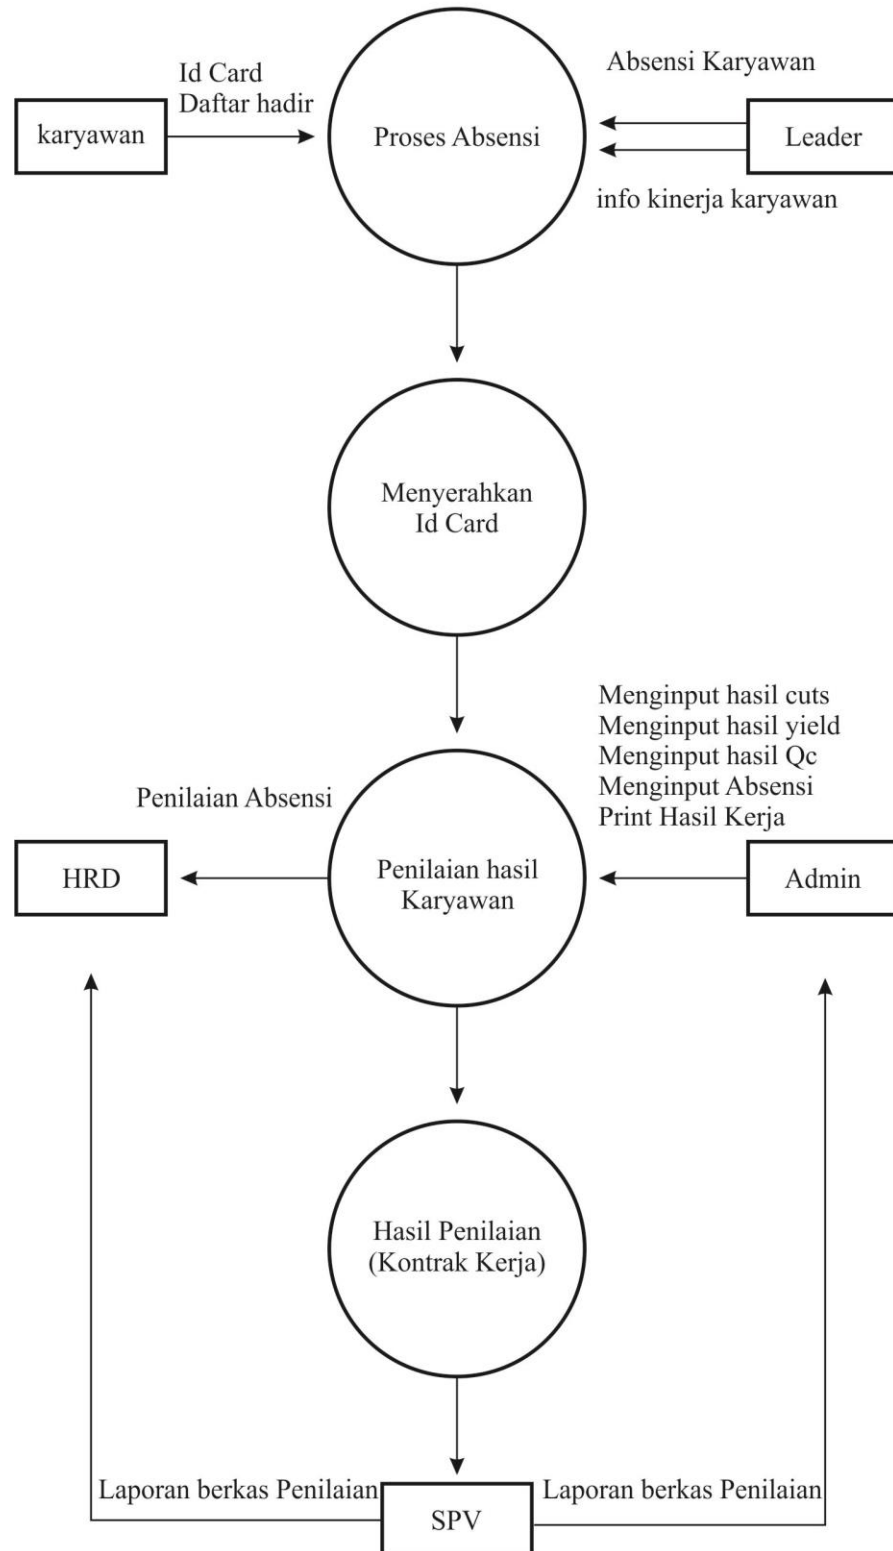 Id Card
Daftar hadir
karyawan
Proses Absensi
Absensi Karyawan
Leader
info kinerja karyawan
Menyerahkan
Id Card
Menginput hasil cuts
Menginput hasil yield
Menginput hasil Qc
Menginput Absensi
Print Hasil Kerja
Penilaian Absensi
HRD
Penilaian hasil
Karyawan
Admin
Hasil Penilaian
(Kontrak Kerja)
Laporan berkas Penilaian
SPV
Laporan berkas Penilaian